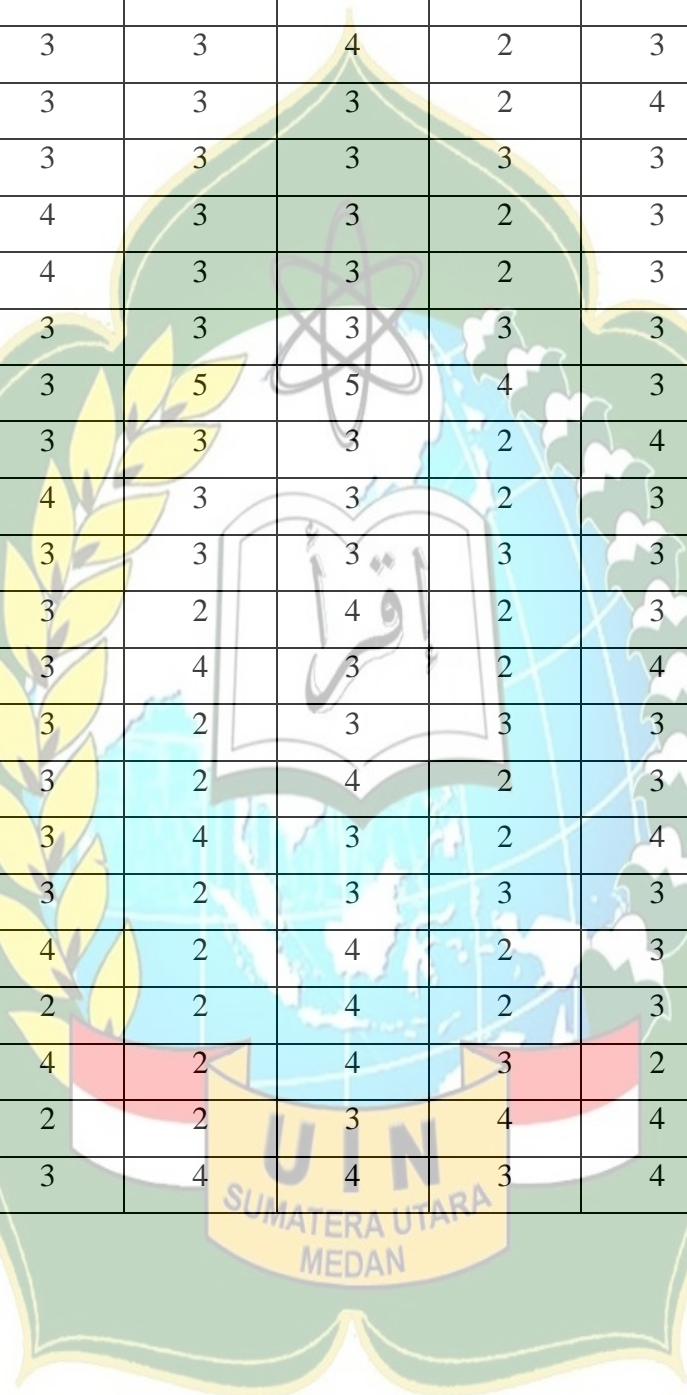 3 3 4 2 3
3 3 3 2 4
3 3 3 3 3
4 3 3 2 3
4 3 3 2 3
3 3 3 3 3
3 5 5 4 3
3 3 3 2 4
4 3 3 2 3
3 3 3 3 3
3 2 4 2 3
3 4 3 2 4
3 2 3 3 3
3 2 4 2 3
3 4 3 2 4
3 2 3 3 3
4 2 4 2 3
2 2 4 2 3
4 2 4 3 2
2 2 3 4 4
3 4 4 3 4
إقرأ
UIN
SUMATERA UTARA
MEDAN